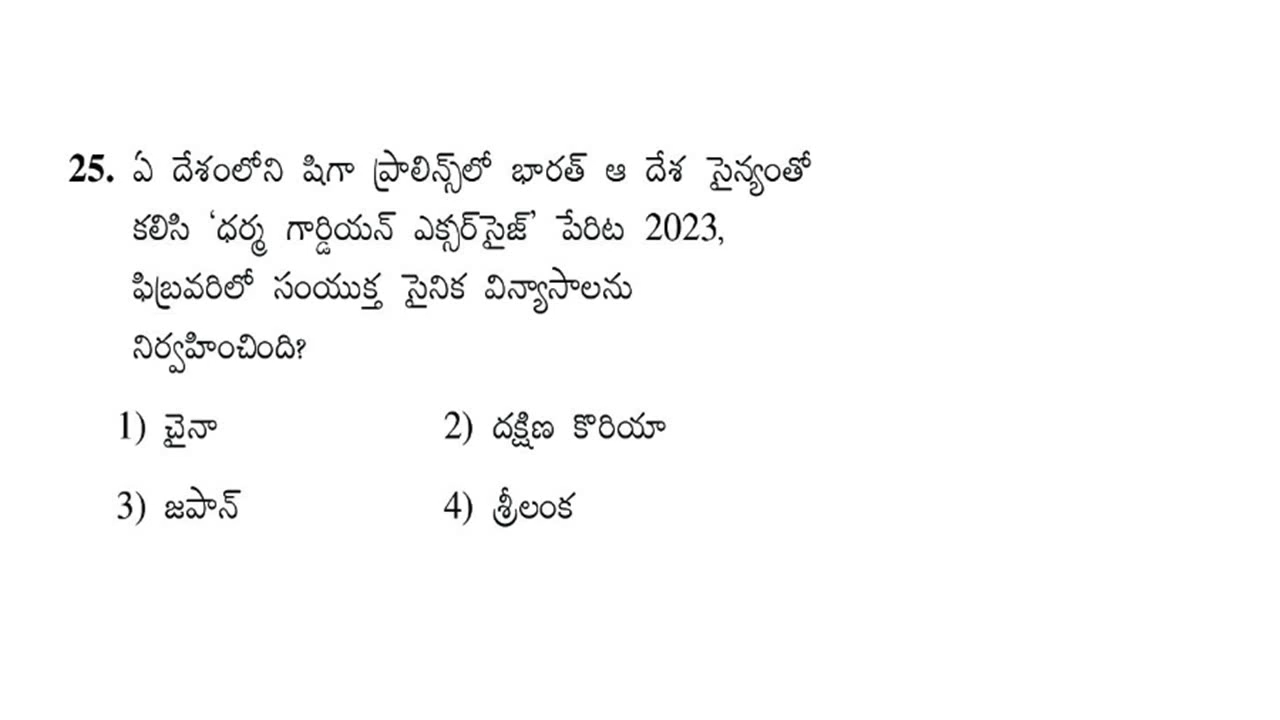 25. ఏ దేశంలోని షిగా ప్రాలిన్స్‌లో భారత్ ఆ దేశ సైన్యంతో
కలిసి ‘ధర్మ గార్డియన్ ఎక్సర్‌సైజ్’ పేరిట 2023,
ఫిబ్రవరిలో సంయుక్త సైనిక విన్యాసాలను
నిర్వహించింది?
1) చైనా 2) దక్షిణ కొరియా
3) జపాన్ 4) శ్రీలంక